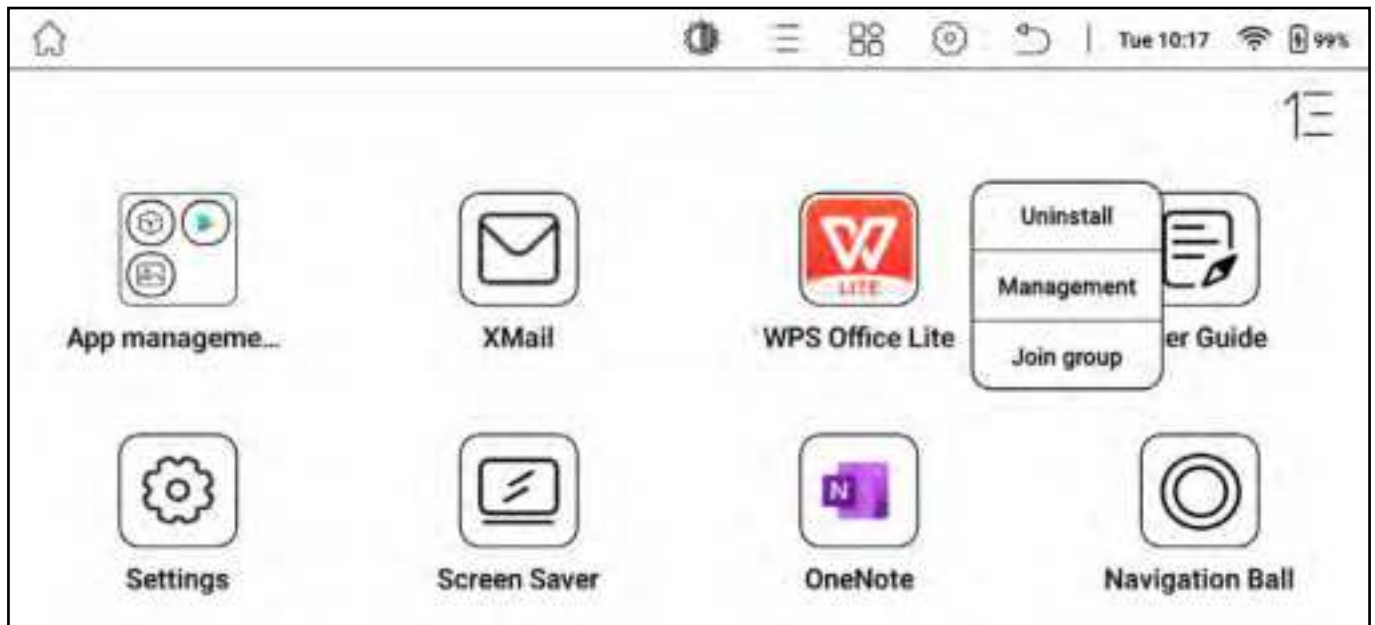 Tue 10:17 99%
Uninstall
Management
Join group
LITE
App manageme...
XMail
WPS Office Lite
er Guide
N
Settings
Screen Saver
OneNote
Navigation Ball